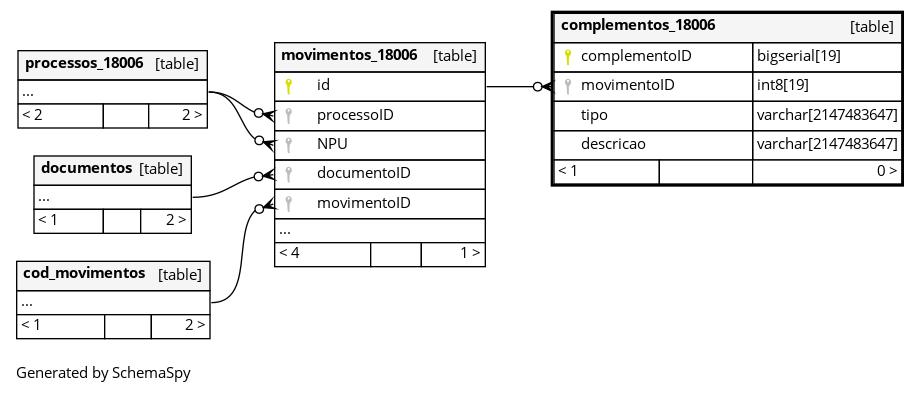 processos_18006 [table]
...
< 2 2 >
documentos [table]
...
< 1 2 >
cod_movimentos [table]
...
< 1 2 >
movimentos_18006 [table]
id
processoID
NPU
documentoID
movimentoID
...
< 4 1 >
complementos_18006 [table]
complementoID bigserial[19]
movimentoID int8[19]
tipo varchar[2147483647]
descricao varchar[2147483647]
< 1 0 >
Generated by SchemaSpy